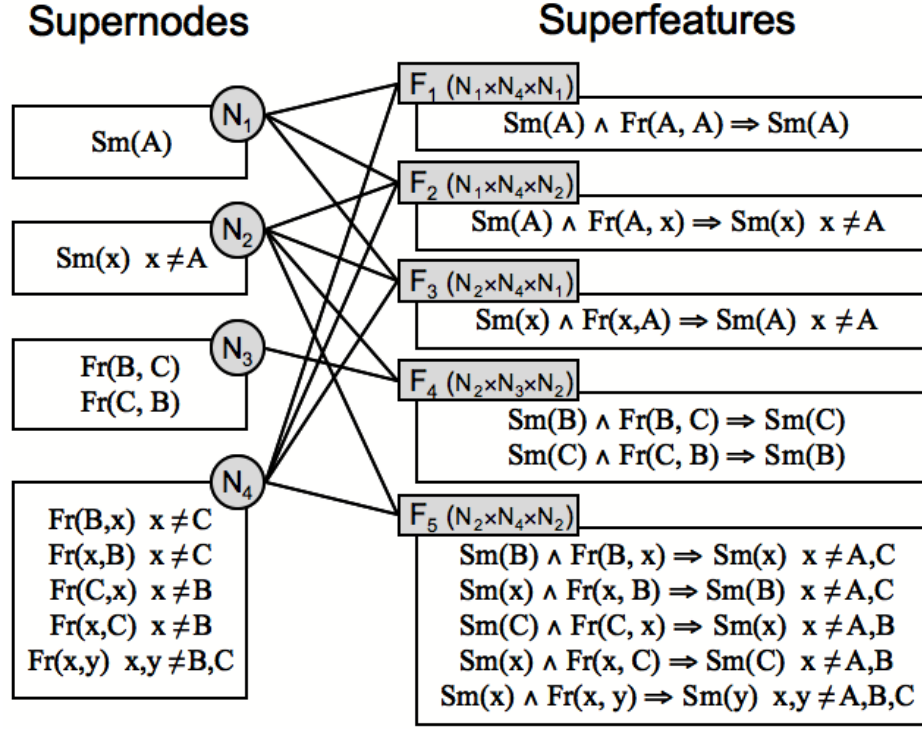 Supernodes
Superfeatures
N₁
Sm(A)
N₂
Sm(x) x ≠ A
N₃
Fr(B, C)
Fr(C, B)
N₄
Fr(B,x) x ≠ C
Fr(x,B) x ≠ C
Fr(C,x) x ≠ B
Fr(x,C) x ≠ B
Fr(x,y) x,y ≠ B,C
F₁ (N₁×N₄×N₁)
Sm(A) ∧ Fr(A, A) ⇒ Sm(A)
F₂ (N₁×N₄×N₂)
Sm(A) ∧ Fr(A, x) ⇒ Sm(x) x ≠ A
F₃ (N₂×N₄×N₁)
Sm(x) ∧ Fr(x,A) ⇒ Sm(A) x ≠ A
F₄ (N₂×N₃×N₂)
Sm(B) ∧ Fr(B, C) ⇒ Sm(C)
Sm(C) ∧ Fr(C, B) ⇒ Sm(B)
F₅ (N₂×N₄×N₂)
Sm(B) ∧ Fr(B, x) ⇒ Sm(x) x ≠ A,C
Sm(x) ∧ Fr(x, B) ⇒ Sm(B) x ≠ A,C
Sm(C) ∧ Fr(C, x) ⇒ Sm(x) x ≠ A,B
Sm(x) ∧ Fr(x, C) ⇒ Sm(C) x ≠ A,B
Sm(x) ∧ Fr(x, y) ⇒ Sm(y) x,y ≠ A,B,C